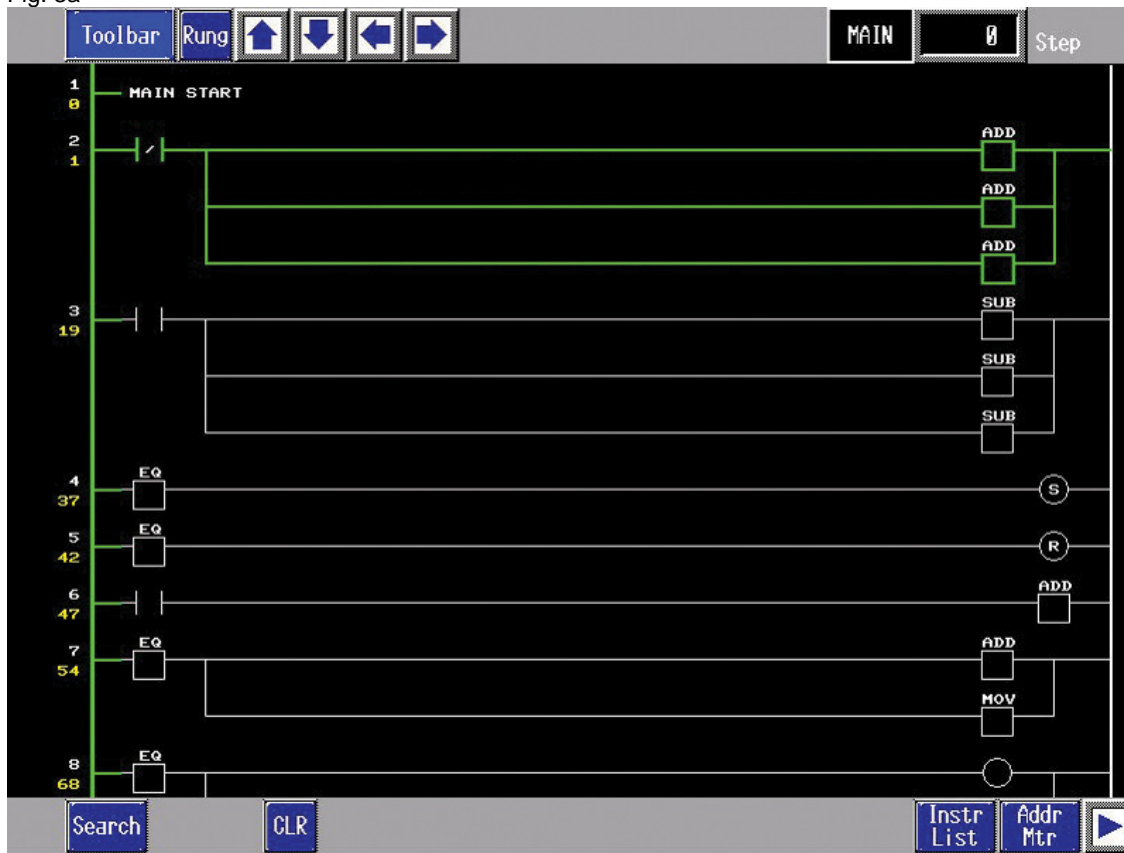 Toolbar Rung MAIN 0 Step
1 MAIN START
0
ADD
2
1
ADD
ADD
SUB
3
19
SUB
SUB
EQ
4
37
S
EQ
5
42
R
6
47
ADD
EQ
7
54
ADD
MOV
EQ
8
68
Search CLR Instr List Addr Mtr